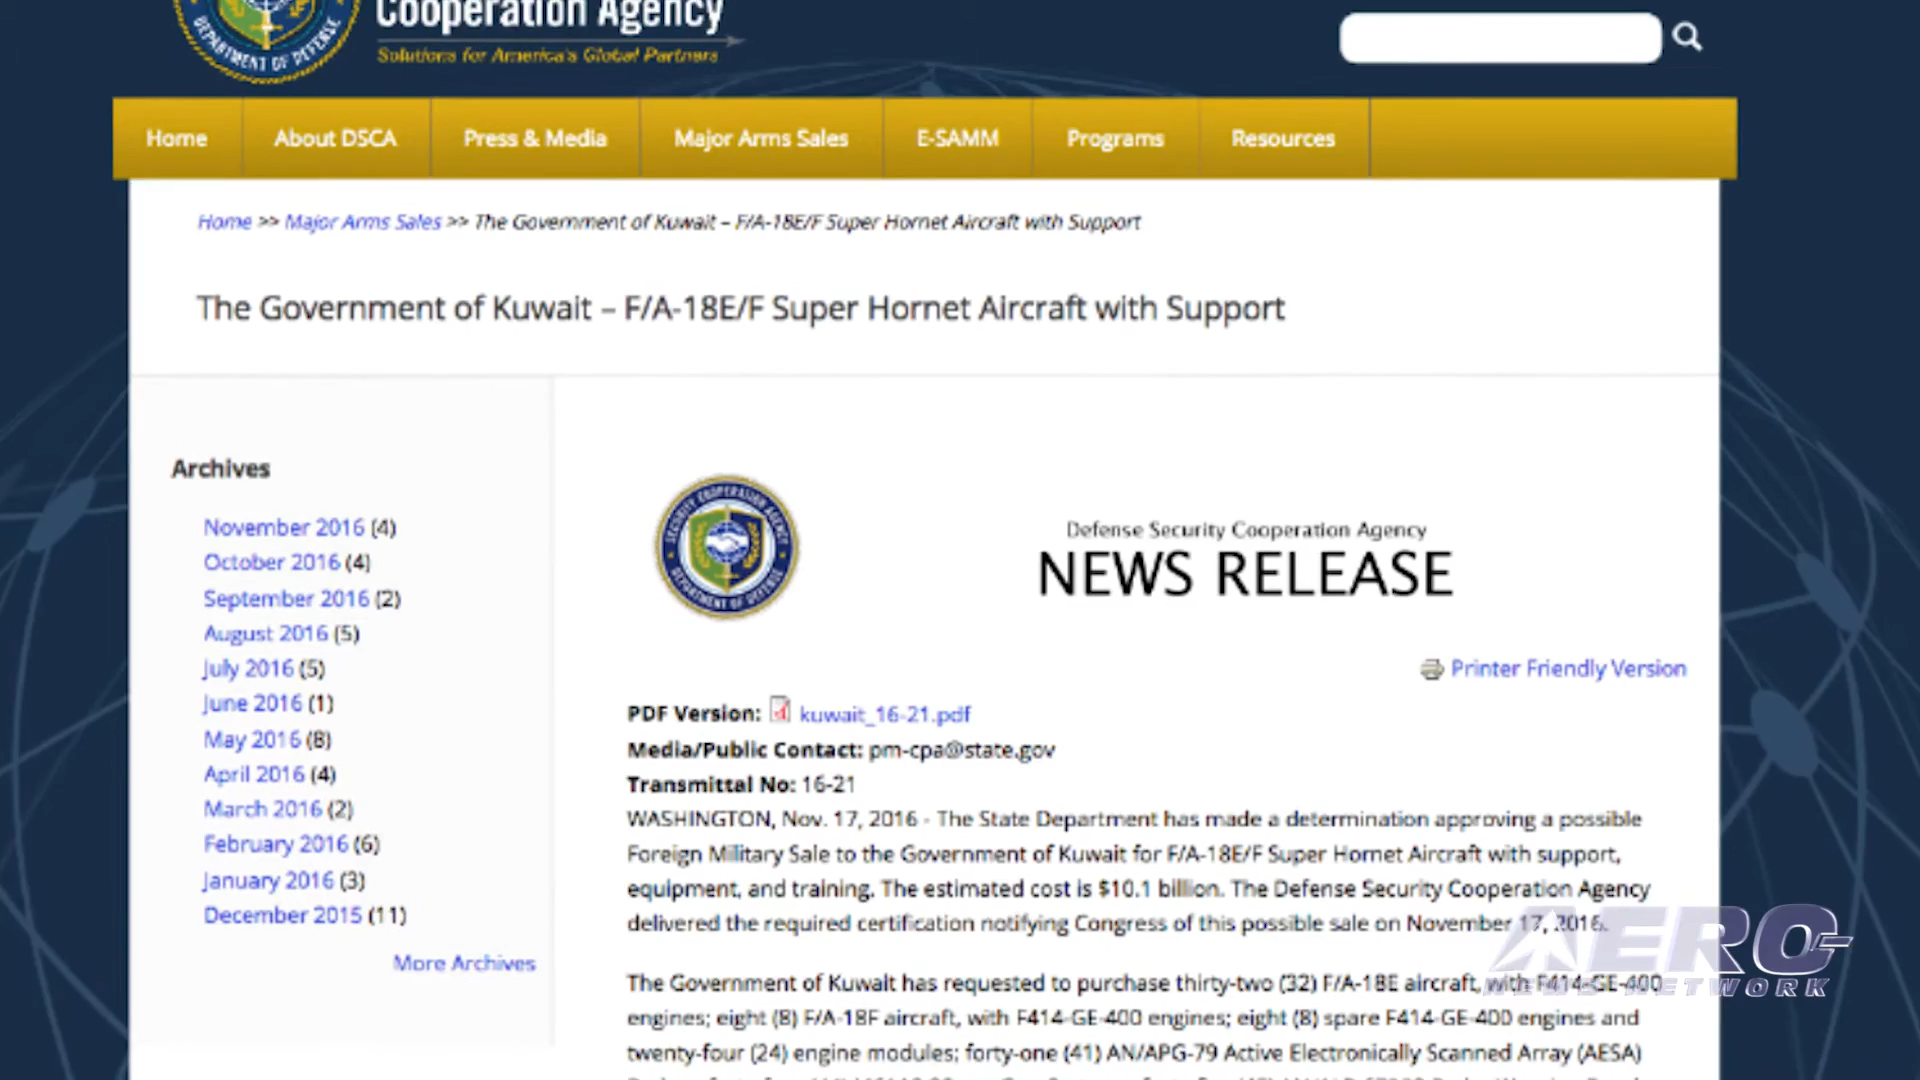 Cooperation Agency
DEPARTMENT OF DEFENSE
Solutions for America's Global Partners
Home
About DSCA
Press & Media
Major Arms Sales
E-SAMM
Programs
Resources
Home >> Major Arms Sales >> The Government of Kuwait – F/A-18E/F Super Hornet Aircraft with Support
The Government of Kuwait – F/A-18E/F Super Hornet Aircraft with Support
Archives
November 2016 (4)
October 2016 (4)
September 2016 (2)
August 2016 (5)
July 2016 (5)
June 2016 (1)
May 2016 (8)
April 2016 (4)
March 2016 (2)
February 2016 (6)
January 2016 (3)
December 2015 (11)
More Archives
SECURITY COOPERATION AGENCY
DEPARTMENT OF DEFENSE
Defense Security Cooperation Agency
NEWS RELEASE
Printer Friendly Version
PDF Version: kuwait_16-21.pdf
Media/Public Contact: pm-cpa@state.gov
Transmittal No: 16-21
WASHINGTON, Nov. 17, 2016 - The State Department has made a determination approving a possible
Foreign Military Sale to the Government of Kuwait for F/A-18E/F Super Hornet Aircraft with support,
equipment, and training. The estimated cost is $10.1 billion. The Defense Security Cooperation Agency
delivered the required certification notifying Congress of this possible sale on November 17, 2016.
The Government of Kuwait has requested to purchase thirty-two (32) F/A-18E aircraft, with F414-GE-400
engines; eight (8) F/A-18F aircraft, with F414-GE-400 engines; eight (8) spare F414-GE-400 engines and
twenty-four (24) engine modules; forty-one (41) AN/APG-79 Active Electronically Scanned Array (AESA)
AERO-
NEWS NETWORK